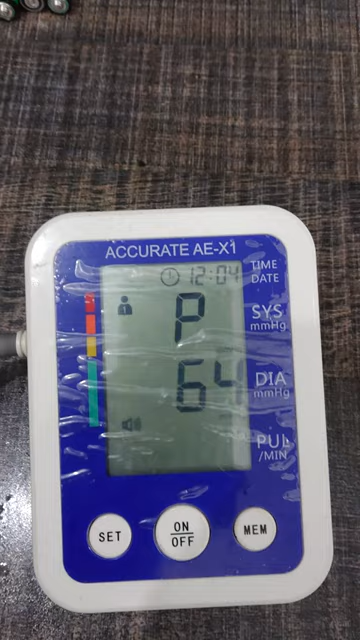 ACCURATE AE-X1
12:04
TIME
DATE
P
SYS
mmHg
64
DIA
mmHg
PUL
/MIN
SET
ON
OFF
MEM